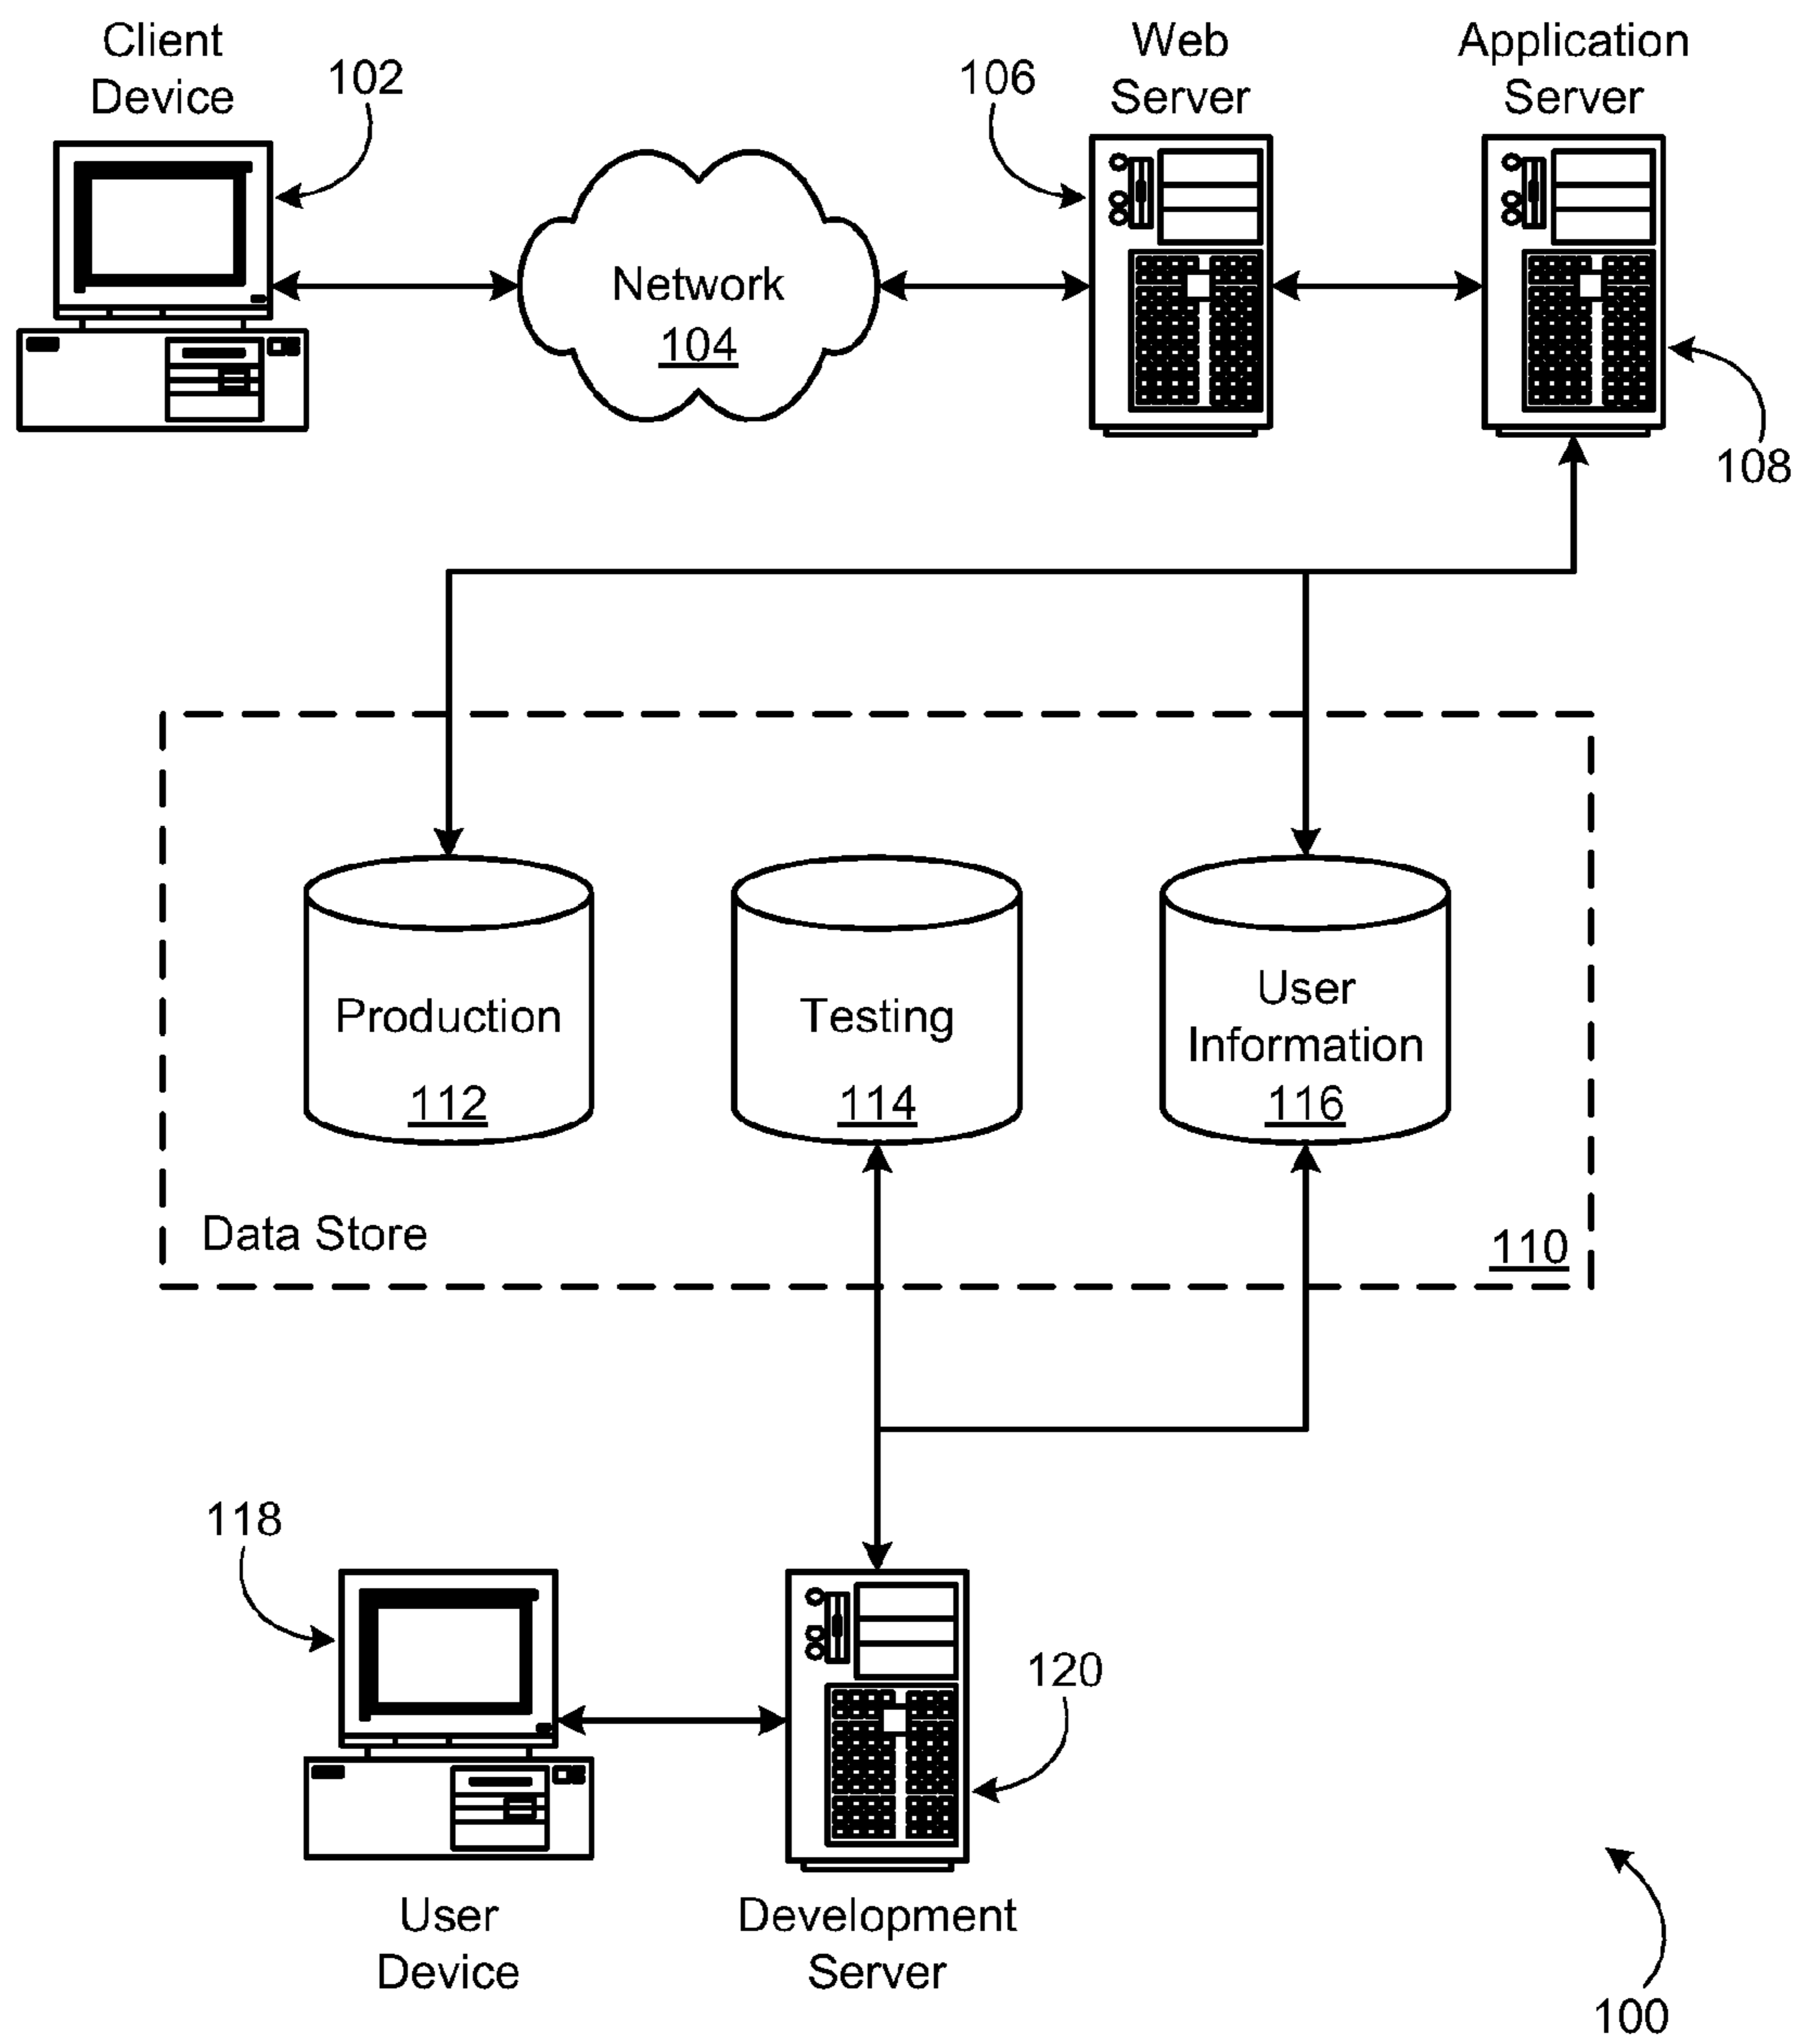 Client
Device
102
Network
104
106
Web
Server
Application
Server
108
Production
112
Testing
114
User
Information
116
Data Store
110
118
User
Device
120
Development
Server
100